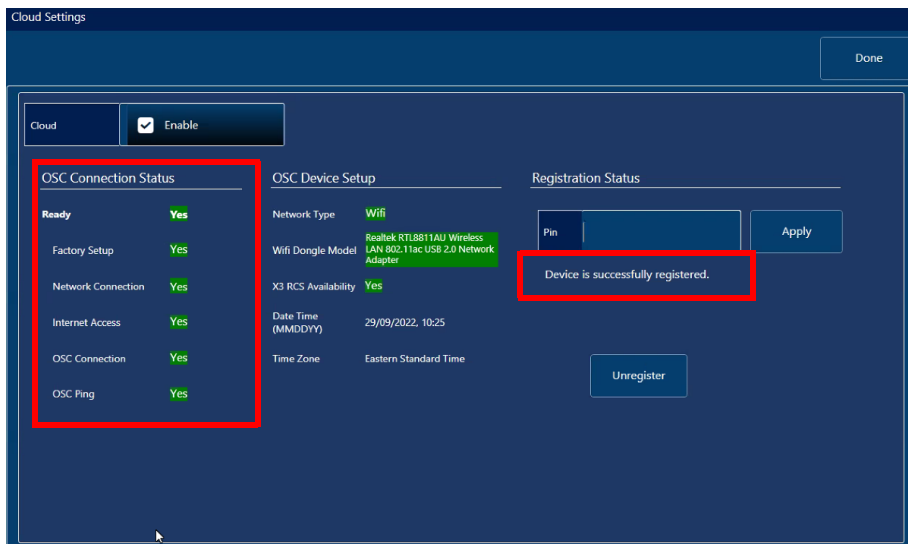 Cloud Settings
Done
Cloud
Enable
OSC Connection Status
Ready Yes
Factory Setup Yes
Network Connection Yes
Internet Access Yes
OSC Connection Yes
OSC Ping Yes
OSC Device Setup
Network Type Wifi
Wifi Dongle Model Realtek RTL8811AU Wireless
LAN 802.11ac USB 2.0 Network
Adapter
X3 RCS Availability Yes
Date Time
(MMDDYY) 29/09/2022, 10:25
Time Zone Eastern Standard Time
Registration Status
Pin
Apply
Device is successfully registered.
Unregister